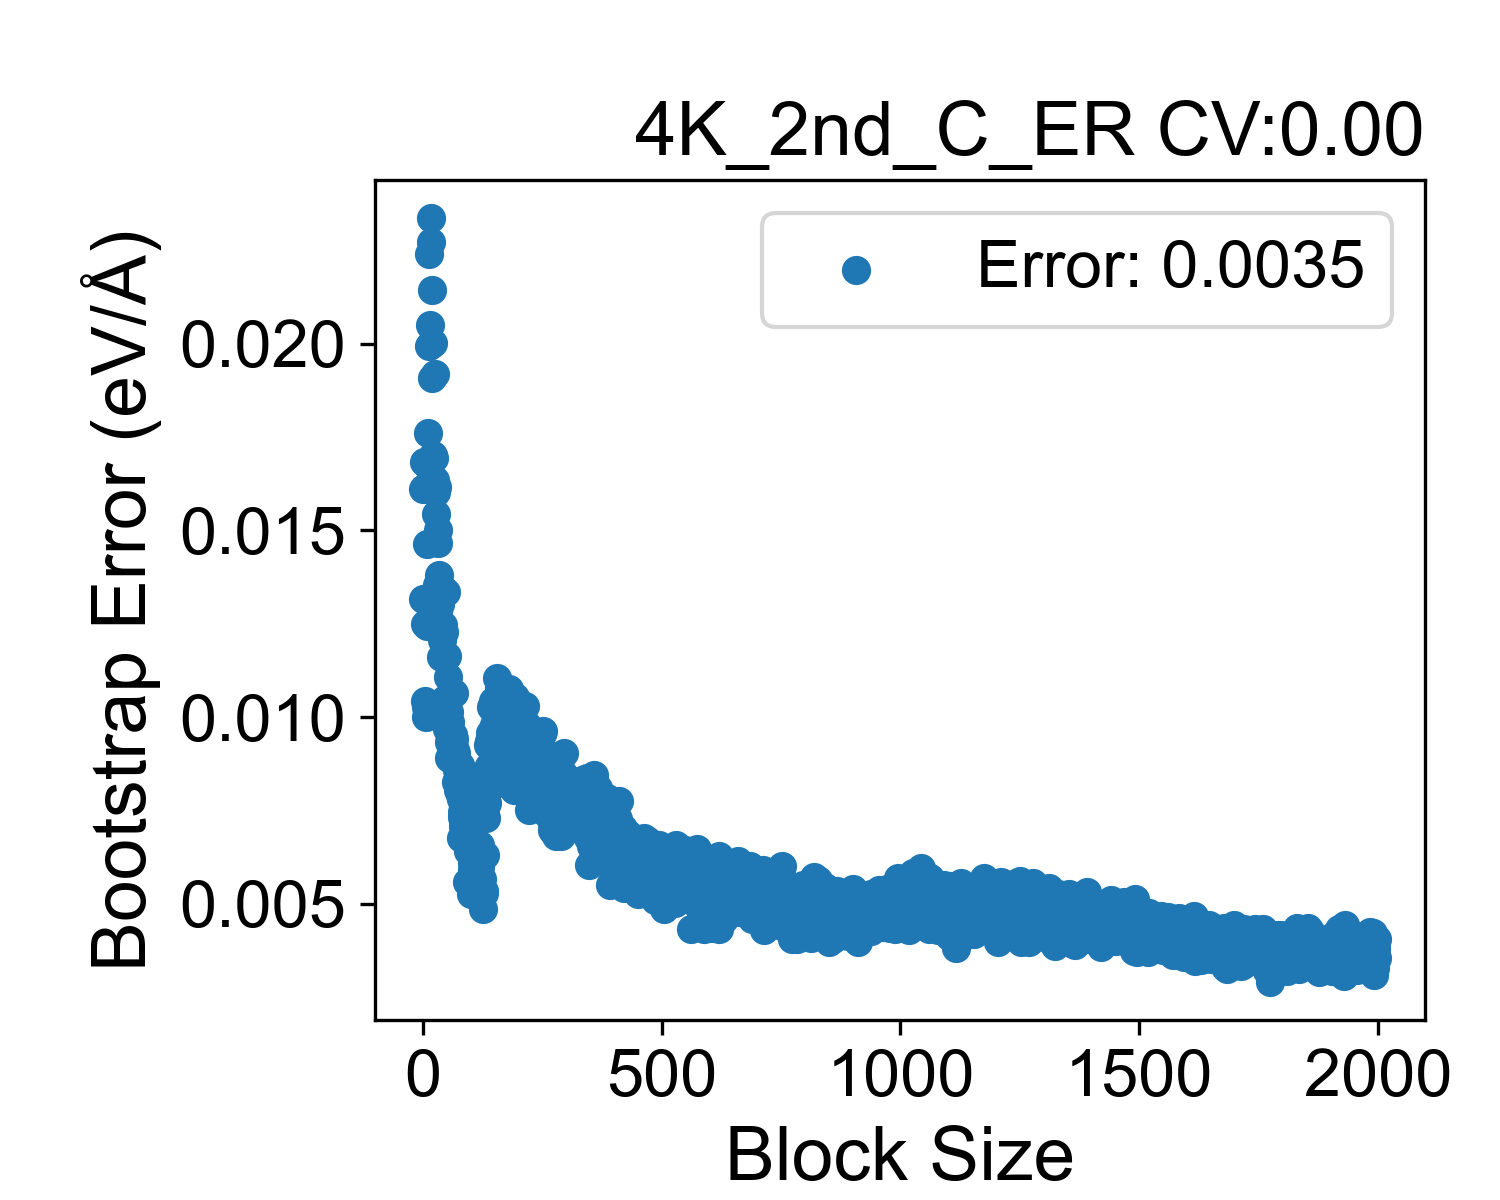 4K_2nd_C_ER CV:0.00
Error: 0.0035
Bootstrap Error (eV/Å)
0.020
0.015
0.010
0.005
0 500 1000 1500 2000
Block Size